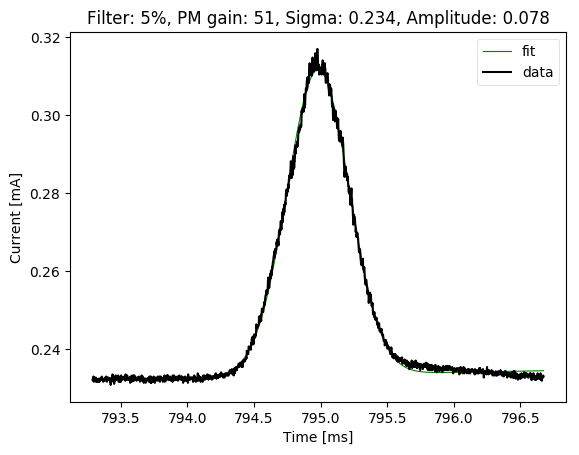 Filter: 5%, PM gain: 51, Sigma: 0.234, Amplitude: 0.078
fit
data
0.32
0.30
0.28
0.26
0.24
Current [mA]
793.5 794.0 794.5 795.0 795.5 796.0 796.5
Time [ms]